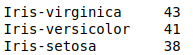 Iris-virginica     43
Iris-versicolor    41
Iris-setosa        38